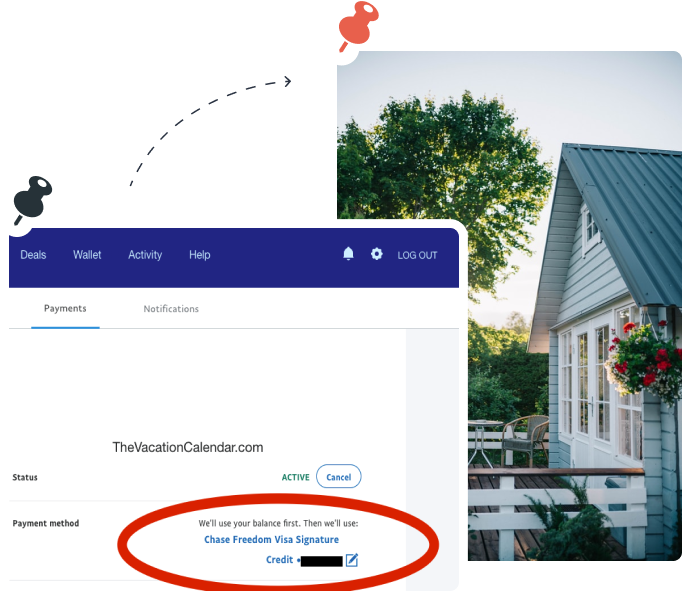 Deals Wallet Activity Help LOG OUT
Payments Notifications
TheVacationCalendar.com
Status ACTIVE Cancel
Payment method We'll use your balance first. Then we'll use:
Chase Freedom Visa Signature
Credit •